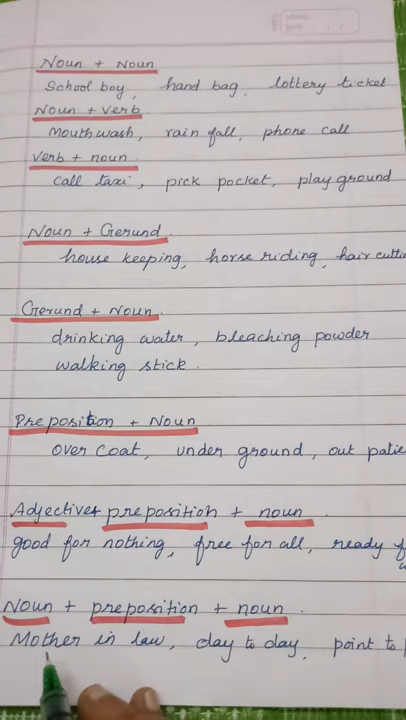 Noun + Noun
School boy, hand bag, lottery ticket
Noun + verb
Mouth wash, rain fall, phone call
Verb + noun
call taxi, pick pocket, play ground
Noun + Gerund
house keeping, horse riding, hair
Gerund + Noun
drinking water, bleaching powder
walking stick.
Preposition + Noun
over coat, under ground, out
Adjective+ preposition + noun.
good for nothing, free for all, ready
Noun + preposition + noun.
Mother in law, day to day, point to